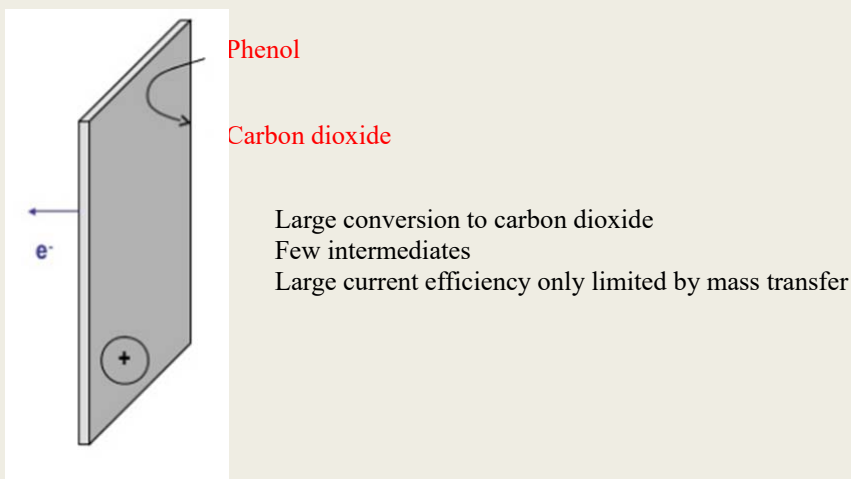 Phenol
Carbon dioxide
Large conversion to carbon dioxide
e-
Few intermediates
Large current efficiency only limited by mass transfer
+